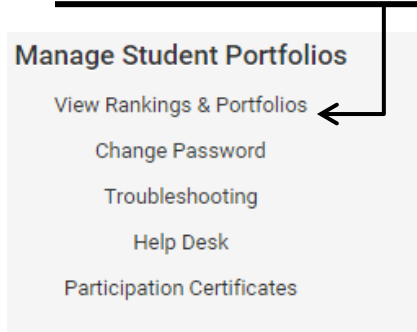 Manage Student Portfolios
View Rankings & Portfolios
Change Password
Troubleshooting
Help Desk
Participation Certificates